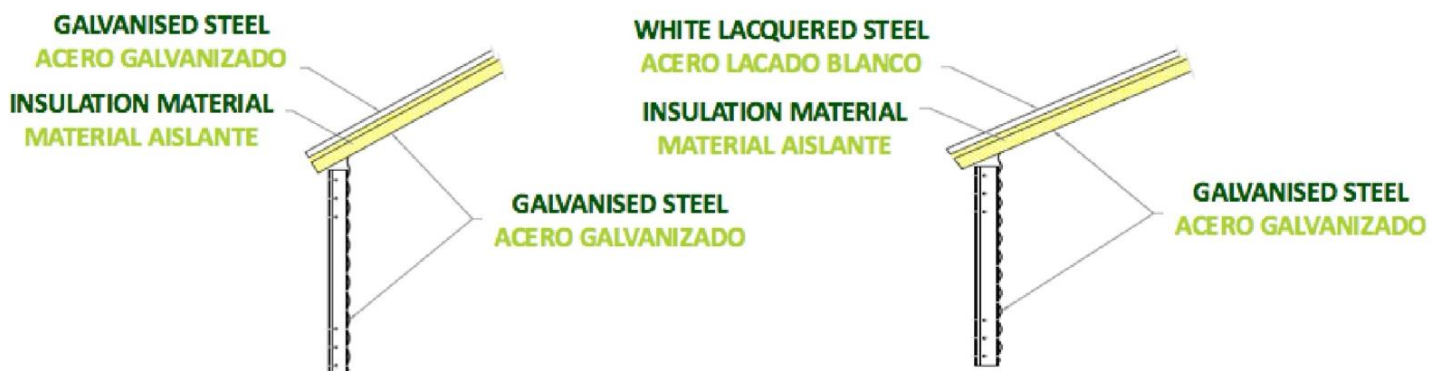 GALVANISED STEEL
ACERO GALVANIZADO
INSULATION MATERIAL
MATERIAL AISLANTE
GALVANISED STEEL
ACERO GALVANIZADO
WHITE LACQUERED STEEL
ACERO LACADO BLANCO
INSULATION MATERIAL
MATERIAL AISLANTE
GALVANISED STEEL
ACERO GALVANIZADO